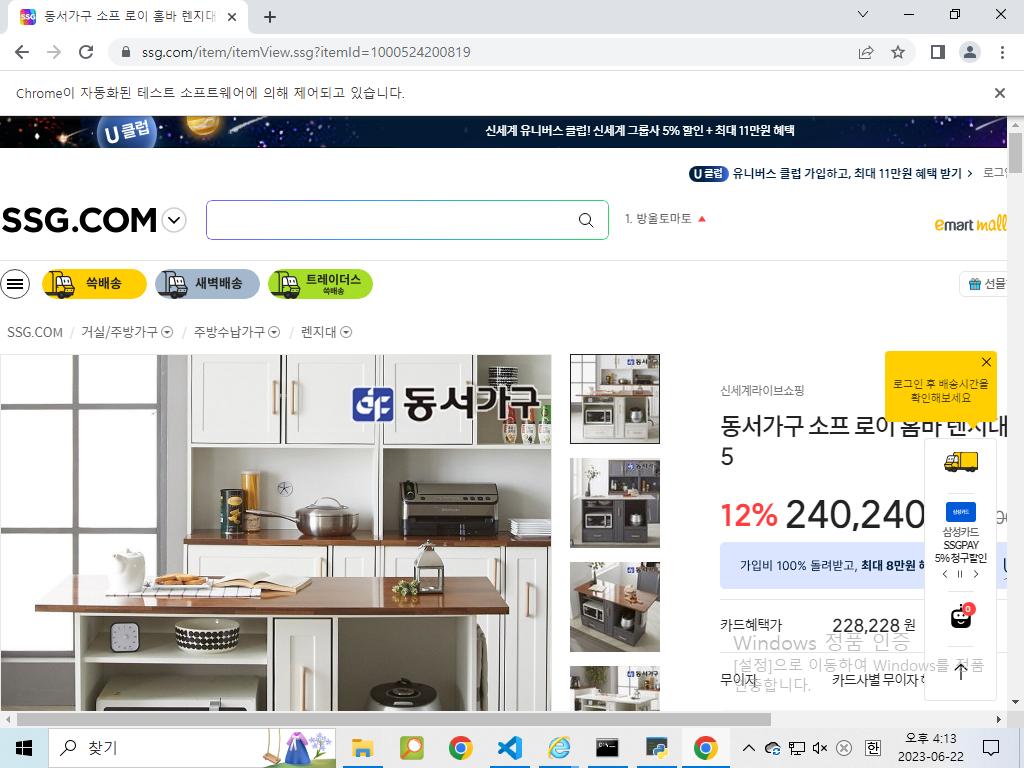 동서가구 소프 로이 홈바 렌지대
ssg.com/item/itemView.ssg?itemId=1000524200819
Chrome이 자동화된 테스트 소프트웨어에 의해 제어되고 있습니다.
U클럽
신세계 유니버스 클럽! 신세계 그룹사 5% 할인 + 최대 11만원 혜택
U클럽 유니버스 클럽 가입하고, 최대 11만원 혜택 받기 >
SSG.COM
1. 방울토마토
emart mall
쓱배송
새벽배송
트레이더스
쓱배송
선물
SSG.COM / 거실/주방가구 / 주방수납가구 / 렌지대
동서가구
로그인 후 배송시간을
확인해보세요
신세계라이브쇼핑
동서가구 소프 로이 홈바 렌지대
5
12% 240,240
삼성카드
삼성카드
SSGPAY
5% 청구할인
가입비 100% 돌려받고, 최대 8만원
0
카드혜택가
228,228 원
Windows 정품 인증
[설정]으로 이동하여 Windows를 정품
인증합니다.
무이자
카드사별 무이자
찾기
오후 4:13
한
2023-06-22